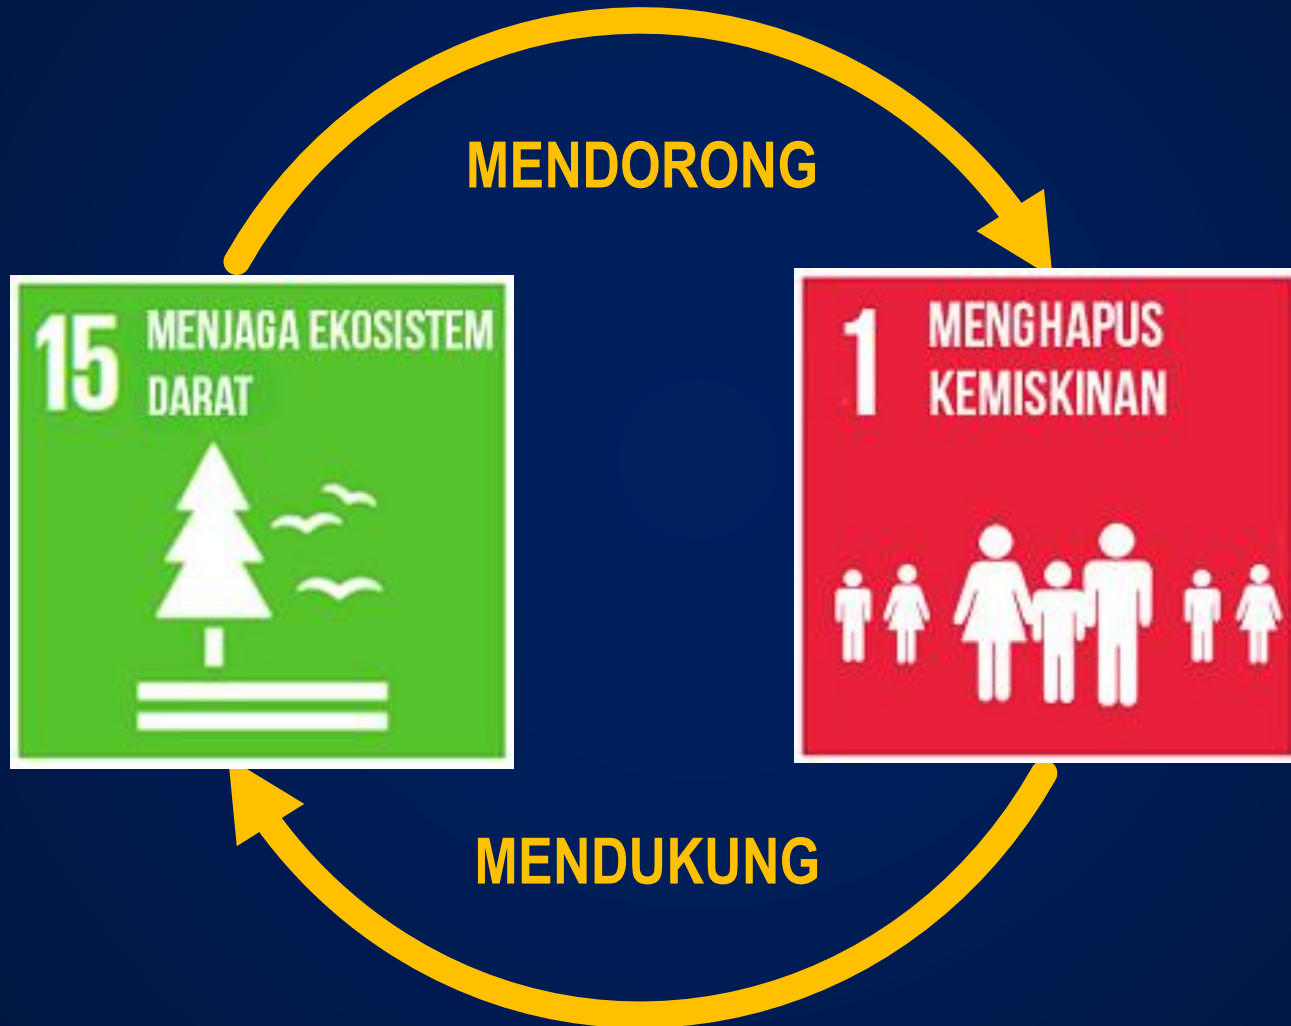 MENDORONG
15 MENJAGA EKOSISTEM
DARAT
1 MENGHAPUS
KEMISKINAN
MENDUKUNG